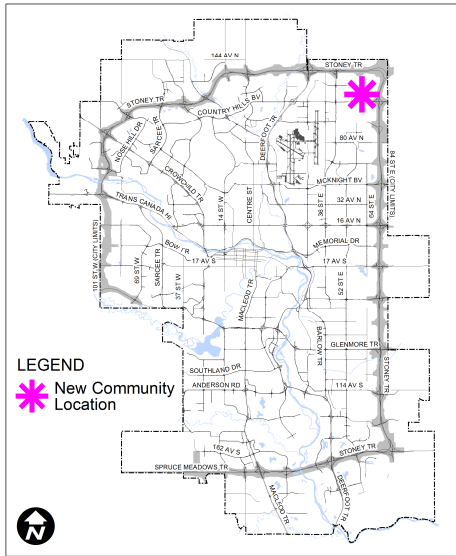 144 AV N
STONEY TR
STONEY TR
COUNTRY HILLS BV
NOSE HILL DR
SARCEE TR
DEERFOOT TR
80 AV N
CROWCHILD TR
MCKNIGHT BV
84 ST E (CITY LIMITS)
36 ST E
32 AV N
64 ST E
TRANS CANADA HI
14 ST W
CENTRE ST
16 AV N
101 ST W (CITY LIMITS)
BOW TR
MEMORIAL DR
17 AV S
17 AV S
69 ST W
SARCEE TR
37 ST W
52 ST E
MACLEOD TR
BARLOW TR
GLENMORE TR
STONEY TR
LEGEND
New Community
Location
SOUTHLAND DR
ANDERSON RD
114 AV S
162 AV S
STONEY TR
SPRUCE MEADOWS TR
MACLEOD TR
DEERFOOT TR
N